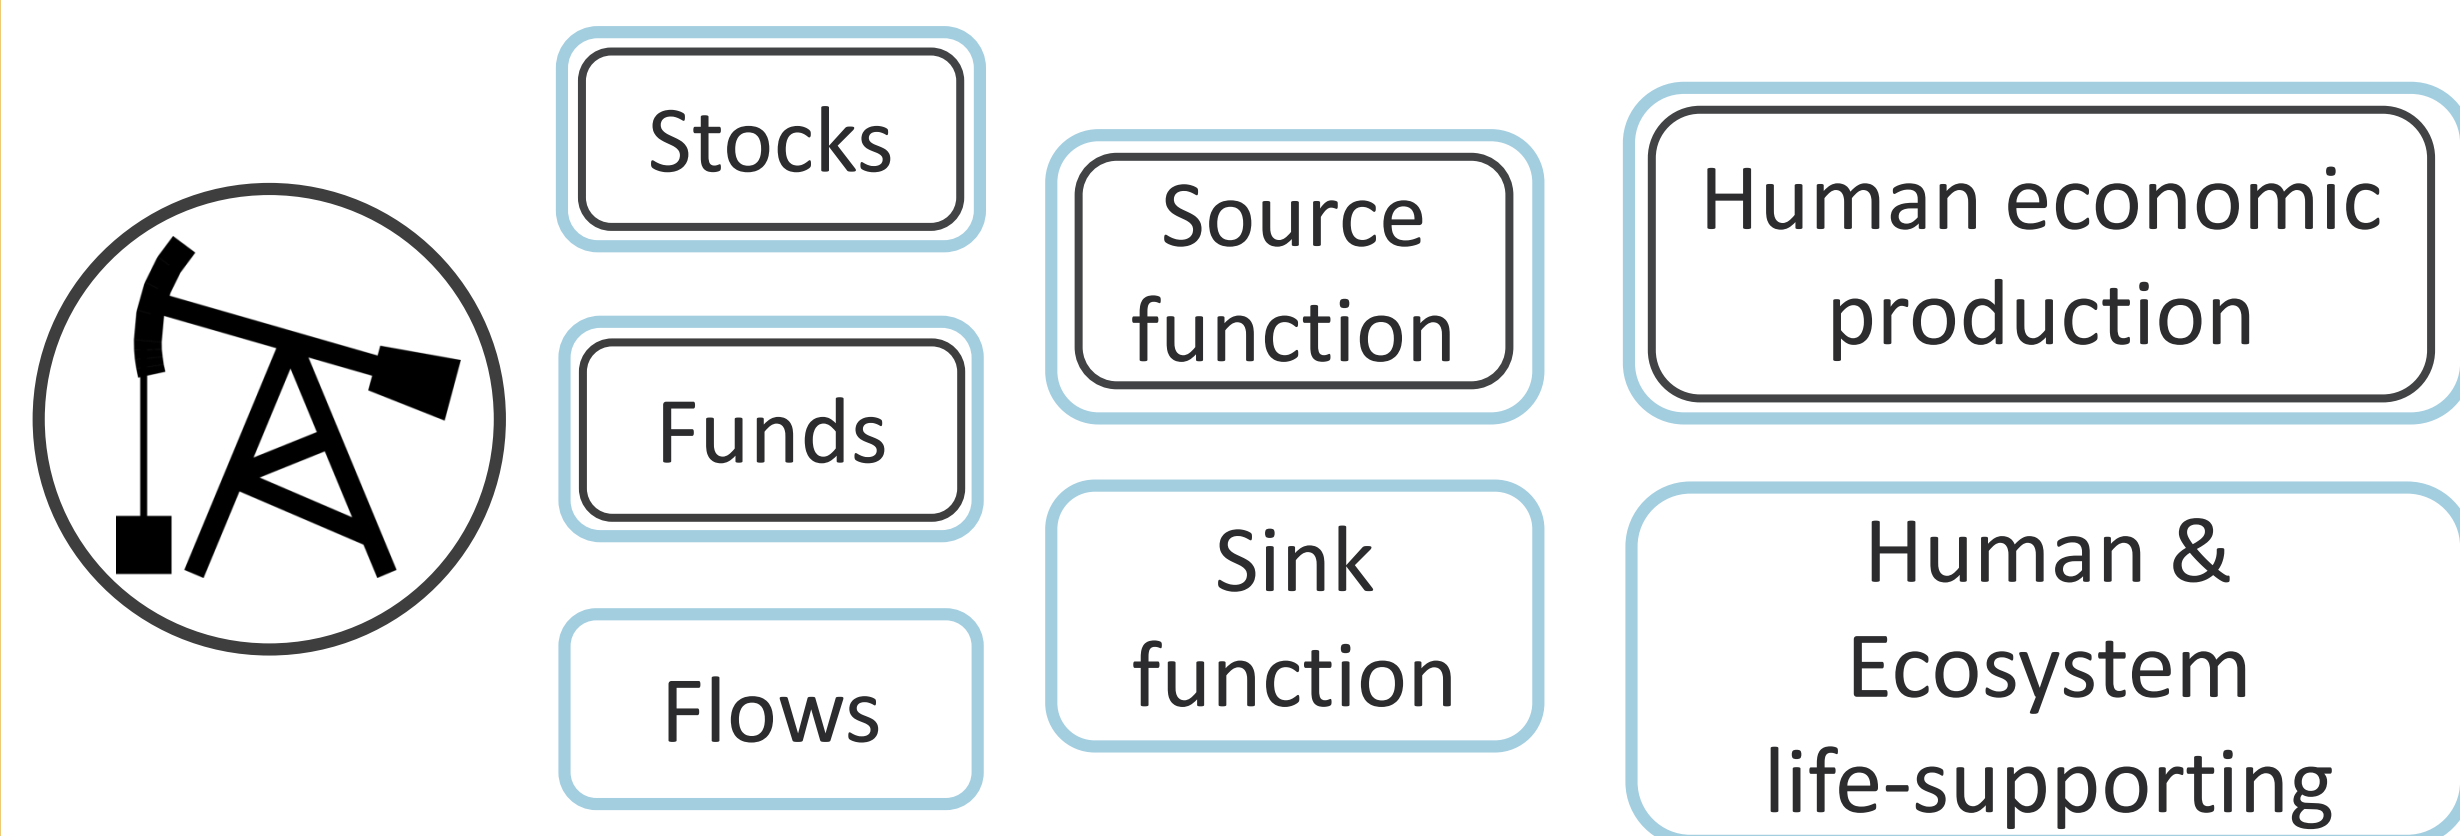 Stocks
Funds
Flows
Source
function
Sink
function
Human economic
production
Human &
Ecosystem
life-supporting